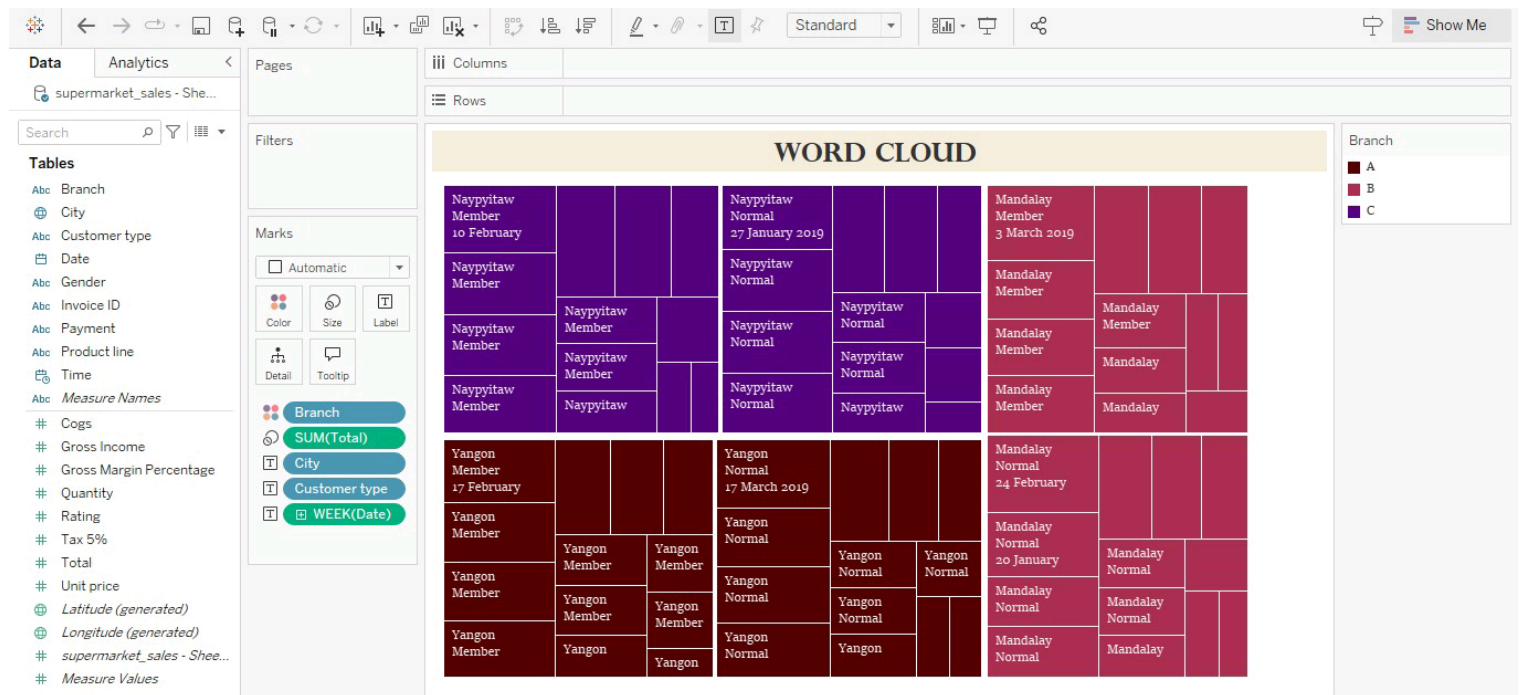 Standard
Show Me
Data
Analytics
supermarket_sales - She...
Search
Tables
Abc Branch
City
Abc Customer type
Date
Abc Gender
Abc Invoice ID
Abc Payment
Abc Product line
Time
Abc Measure Names
# Cogs
# Gross Income
# Gross Margin Percentage
# Quantity
# Rating
# Tax 5%
# Total
# Unit price
Latitude (generated)
Longitude (generated)
# supermarket_sales - Shee...
# Measure Values
Pages
Filters
Marks
Automatic
Color
Size
T
Label
Detail
Tooltip
Branch
SUM(Total)
T City
T Customer type
T WEEK(Date)
Columns
Rows
WORD CLOUD
Naypyitaw
Member
10 February
Naypyitaw
Member
Naypyitaw
Member
Naypyitaw
Member
Naypyitaw
Member
Naypyitaw
Member
Naypyitaw
Naypyitaw
Normal
27 January 2019
Naypyitaw
Normal
Naypyitaw
Normal
Naypyitaw
Normal
Naypyitaw
Normal
Naypyitaw
Normal
Naypyitaw
Mandalay
Member
3 March 2019
Mandalay
Member
Mandalay
Member
Mandalay
Member
Mandalay
Member
Mandalay
Mandalay
Yangon
Member
17 February
Yangon
Member
Yangon
Member
Yangon
Member
Yangon
Member
Yangon
Member
Yangon
Yangon
Member
Yangon
Member
Yangon
Yangon
Normal
17 March 2019
Yangon
Normal
Yangon
Normal
Yangon
Normal
Yangon
Normal
Yangon
Normal
Yangon
Yangon
Normal
Mandalay
Normal
24 February
Mandalay
Normal
20 January
Mandalay
Normal
Mandalay
Normal
Mandalay
Normal
Mandalay
Normal
Mandalay
Branch
A
B
C